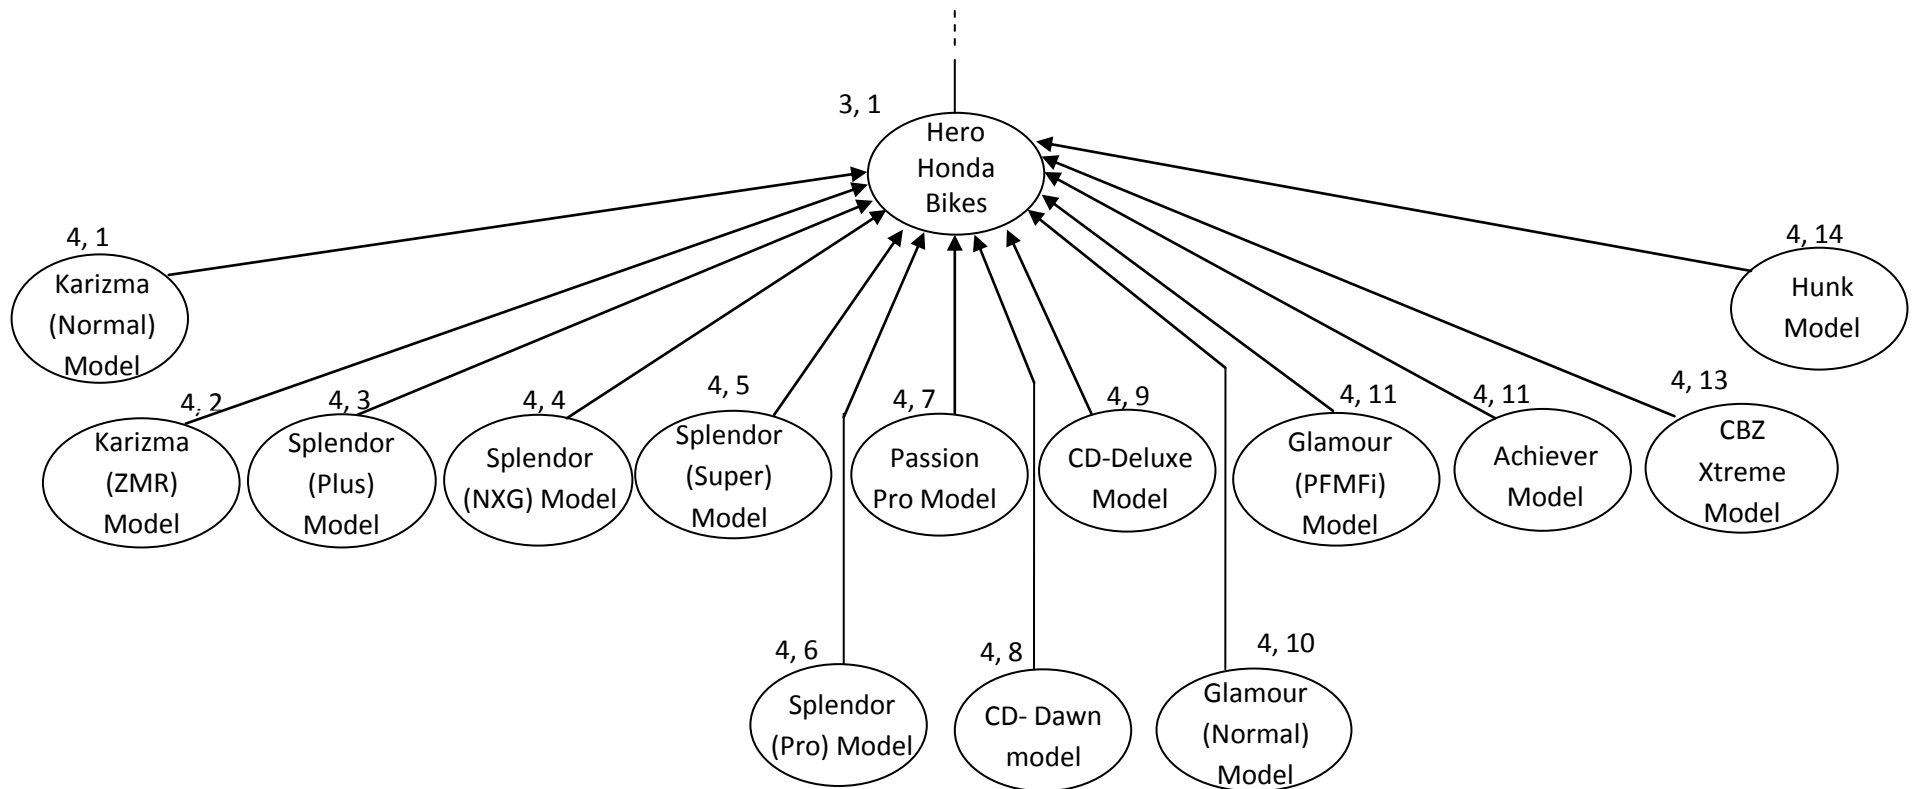 3, 1
Hero
Honda
Bikes
4, 1
Karizma
(Normal)
Model
4, 14
Hunk
Model
4, 2
Karizma
(ZMR)
Model
4, 3
Splendor
(Plus)
Model
4, 4
Splendor
(NXG) Model
4, 5
Splendor
(Super)
Model
4, 7
Passion
Pro Model
4, 9
CD-Deluxe
Model
4, 11
Glamour
(PFMFi)
Model
4, 11
Achiever
Model
4, 13
CBZ
Xtreme
Model
4, 6
Splendor
(Pro) Model
4, 8
CD- Dawn
model
4, 10
Glamour
(Normal)
Model